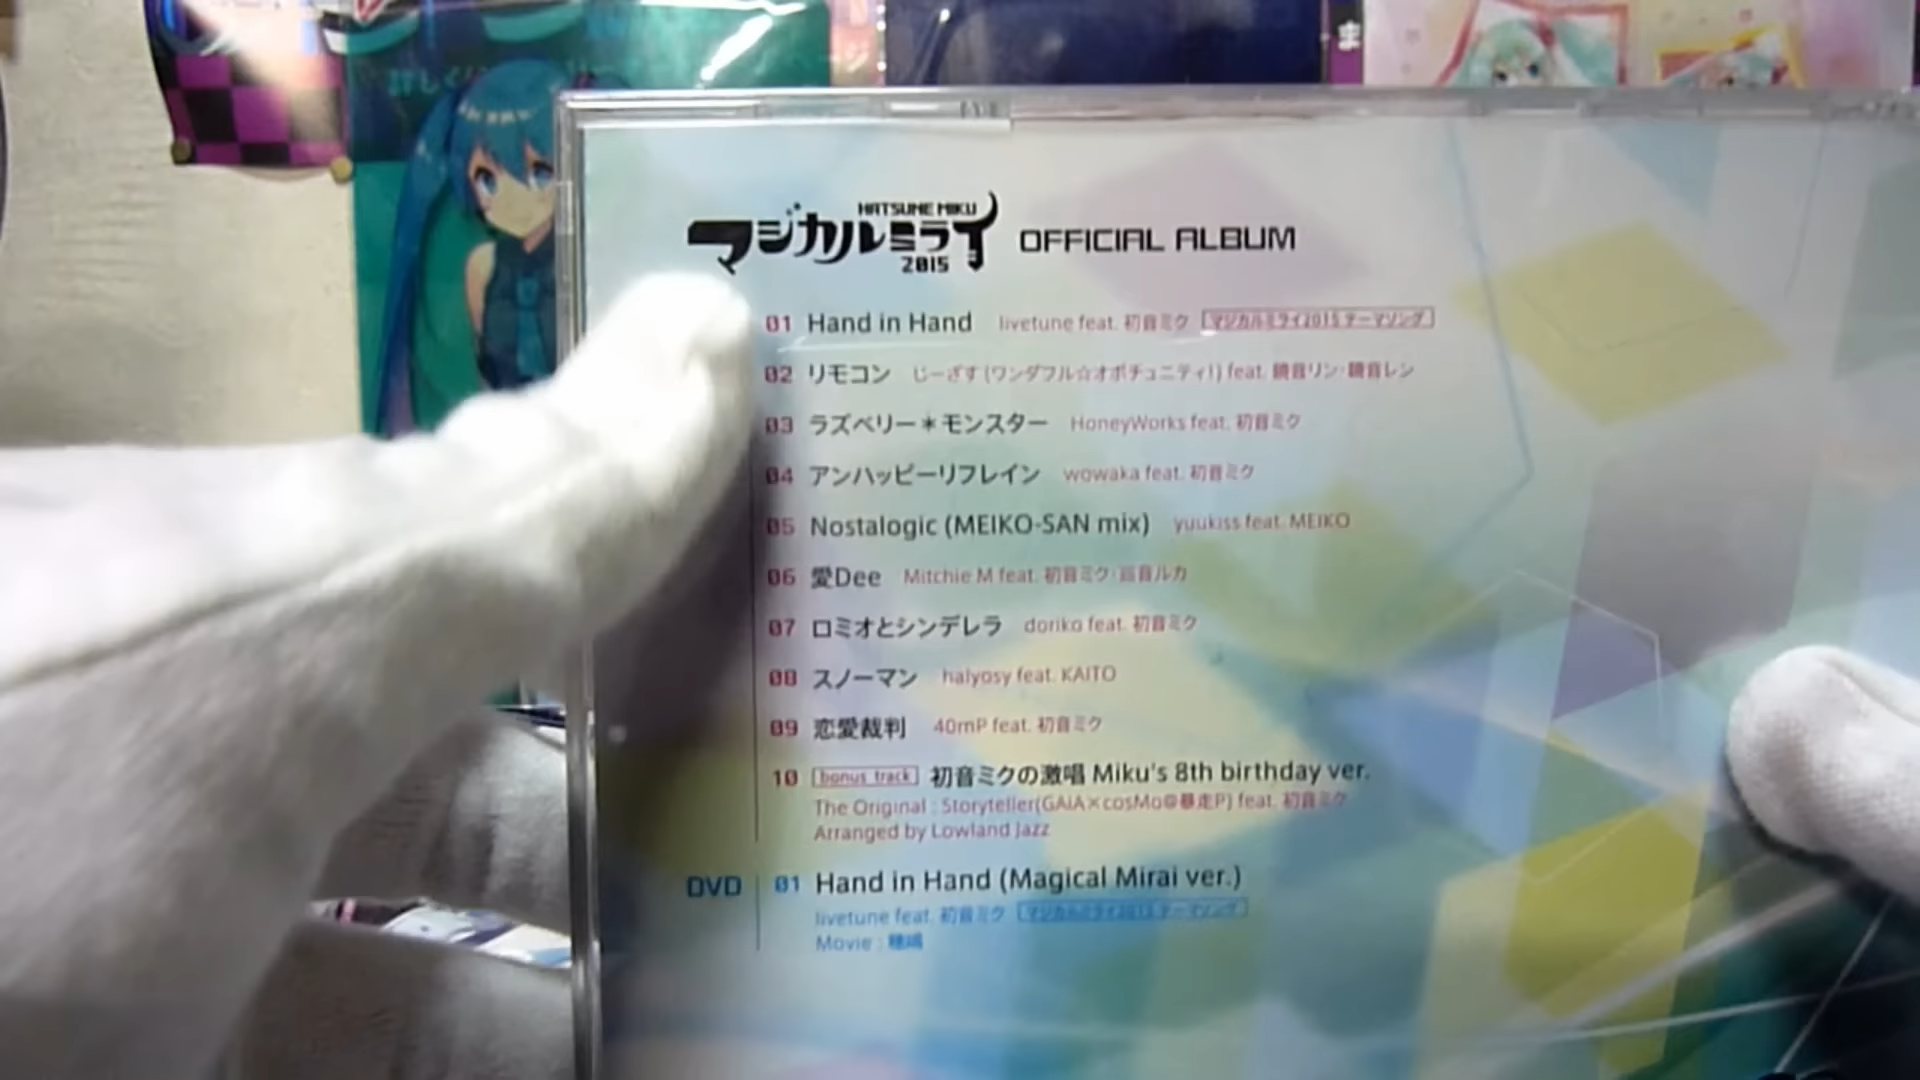 詳しく
ま
HATSUNE MIKU
マジカルミライ OFFICIAL ALBUM
2015
01 Hand in Hand livetune feat. 初音ミク マジカルミライ2015 テーマソング
02 リモコン じーざす(ワンダフル☆オポチュニティ!) feat. 鏡音リン・鏡音レン
03 ラズベリー＊モンスター HoneyWorks feat. 初音ミク
04 アンハッピーリフレイン wowaka feat. 初音ミク
05 Nostalogic (MEIKO-SAN mix) yuukiss feat. MEIKO
06 愛Dee Mitchie M feat. 初音ミク・巡音ルカ
07 ロミオとシンデレラ doriko feat. 初音ミク
08 スノーマン halyosy feat. KAITO
09 恋愛裁判 40mP feat. 初音ミク
10 bonus track 初音ミクの激唱 Miku's 8th birthday ver.
The Original : Storyteller(GAiA×cosMo@暴走P) feat. 初音ミク
Arranged by Lowland Jazz
DVD 01 Hand in Hand (Magical Mirai ver.)
livetune feat. 初音ミク マジカルミライ2015 テーマソング
Movie :